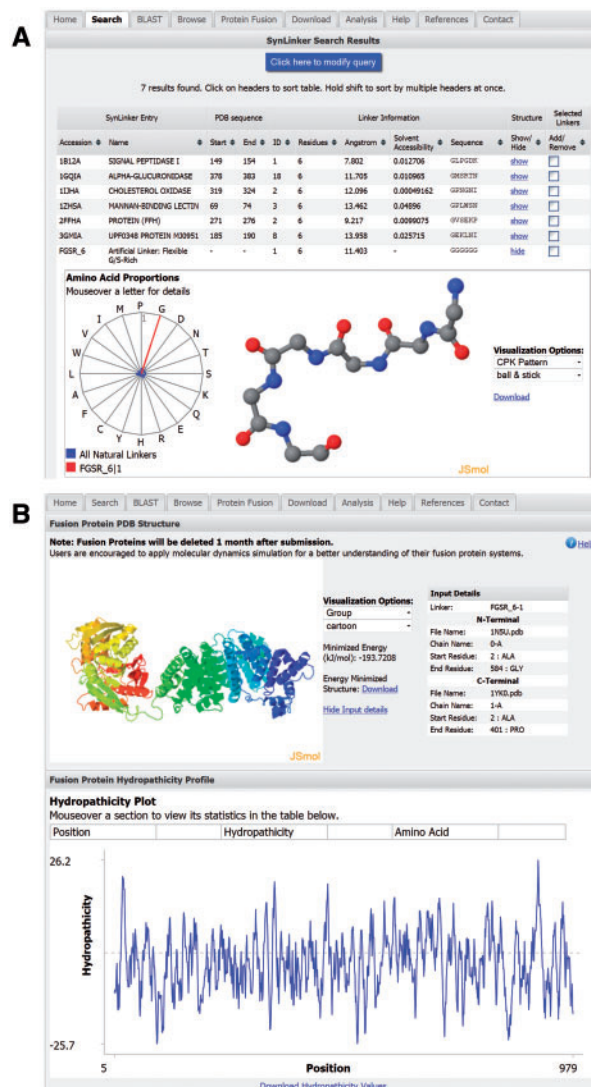 A
Home Search BLAST Browse Protein Fusion Download Analysis Help References Contact
SynLinker Search Results
Click here to modify query
7 results found. Click on headers to sort table. Hold shift to sort by multiple headers at once.
SynLinker Entry PDB sequence Linker Information Structure Selected Linkers
Accession Name Start End ID Residues Angstrom Solvent Accessibility Sequence Show/Hide Add/Remove
1B12A SIGNAL PEPTIDASE I 149 154 1 6 7.802 0.012706 GLPGDK show
1GQIA ALPHA-GLUCURONIDASE 378 383 18 6 11.705 0.010965 show
1IJHA CHOLESTEROL OXIDASE 319 324 2 6 12.096 0.00049162 GPNGNI show
MANNAN-BINDING LECTIN 69 74 3 6 13.462 0.04896 show
2FFHA PROTEIN (FFH) 271 276 2 6 9.217 0.0099075 show
3GMIA UPF0348 PROTEIN MJ0951 185 190 8 6 13.958 0.025715 GEKLNI show
FGSR_6 Artificial Linker: Flexible G/S-Rich - - 1 6 11.403 - GGGGGG hide
Amino Acid Proportions
Mouseover a letter for details
P G D N T S K Q E R H Y C F A L W V I M
1
All Natural Linkers
FGSR_6|1
Visualization Options:
CPK Pattern
ball & stick
Download
JSmol
B
Home Search BLAST Browse Protein Fusion Download Analysis Help References Contact
Fusion Protein PDB Structure
Note: Fusion Proteins will be deleted 1 month after submission.
Help
Users are encouraged to apply molecular dynamics simulation for a better understanding of their fusion protein systems.
Visualization Options:
Group
cartoon
Minimized Energy
(kJ/mol): -193.7208
Energy Minimized
Structure: Download
Hide Input details
JSmol
Input Details
Linker: FGSR_6-1
N-Terminal
File Name: 1N5U.pdb
Chain Name: 0-A
Start Residue: 2 : ALA
End Residue: 584 : GLY
C-Terminal
File Name: 1YK0.pdb
Chain Name: 1-A
Start Residue: 2 : ALA
End Residue: 401 : PRO
Fusion Protein Hydropathicity Profile
Hydropathicity Plot
Mouseover a section to view its statistics in the table below.
Position Hydropathicity Amino Acid
26.2
Hydropathicity
-25.7
5 Position 979
Download Hydropathicity Values